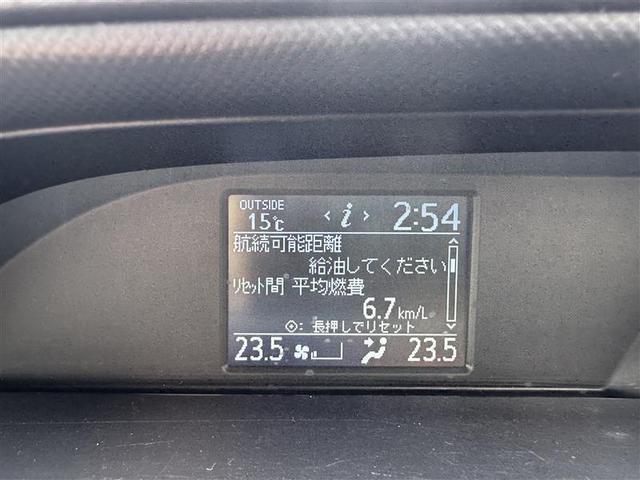 OUTSIDE
15℃ < i > 2:54
航続可能距離
給油してください
ﾘｾｯﾄ間 平均燃費
6.7 km/L
⊙: 長押しでリセット
23.5 23.5